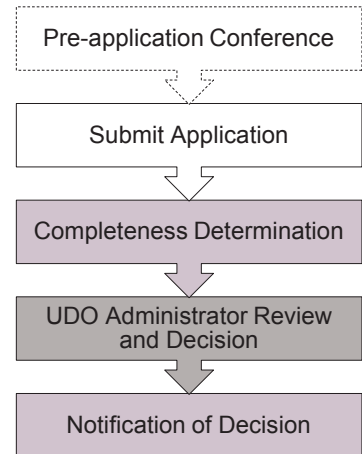 Pre-application Conference
Submit Application
Completeness Determination
UDO Administrator Review
and Decision
Notification of Decision